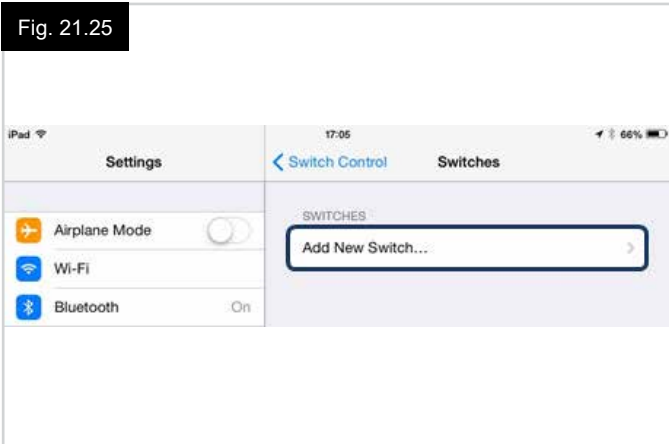 Fig. 21.25
iPad 17:05 66%
Settings
Switch Control Switches
Airplane Mode
Wi-Fi
Bluetooth On
SWITCHES
Add New Switch...